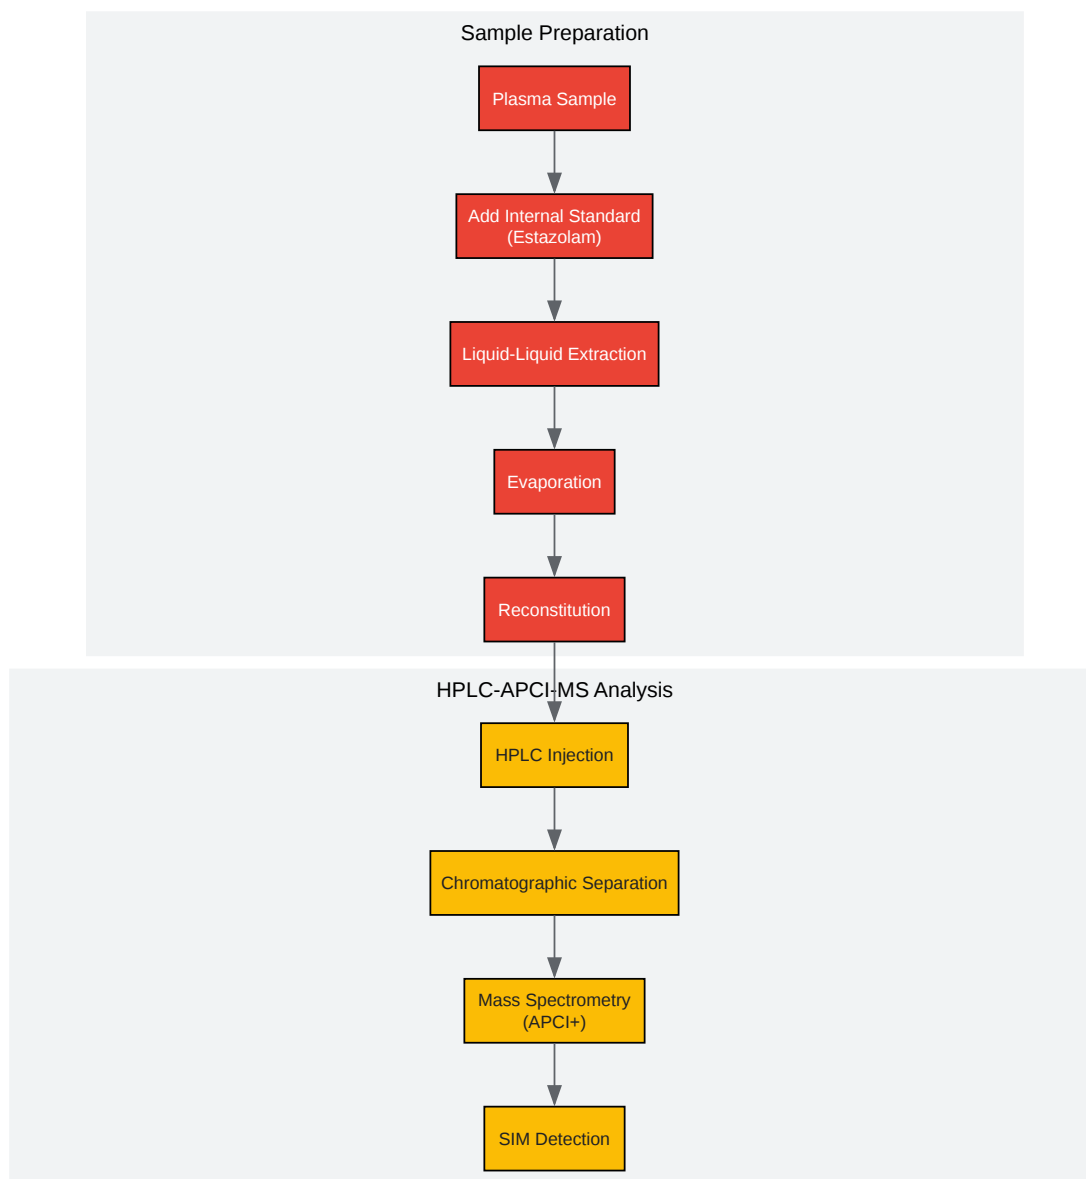 Sample Preparation
Plasma Sample
Add Internal Standard
(Estazolam)
Liquid-Liquid Extraction
Evaporation
Reconstitution
HPLC-APCI-MS Analysis
HPLC Injection
Chromatographic Separation
Mass Spectrometry
(APCI+)
SIM Detection